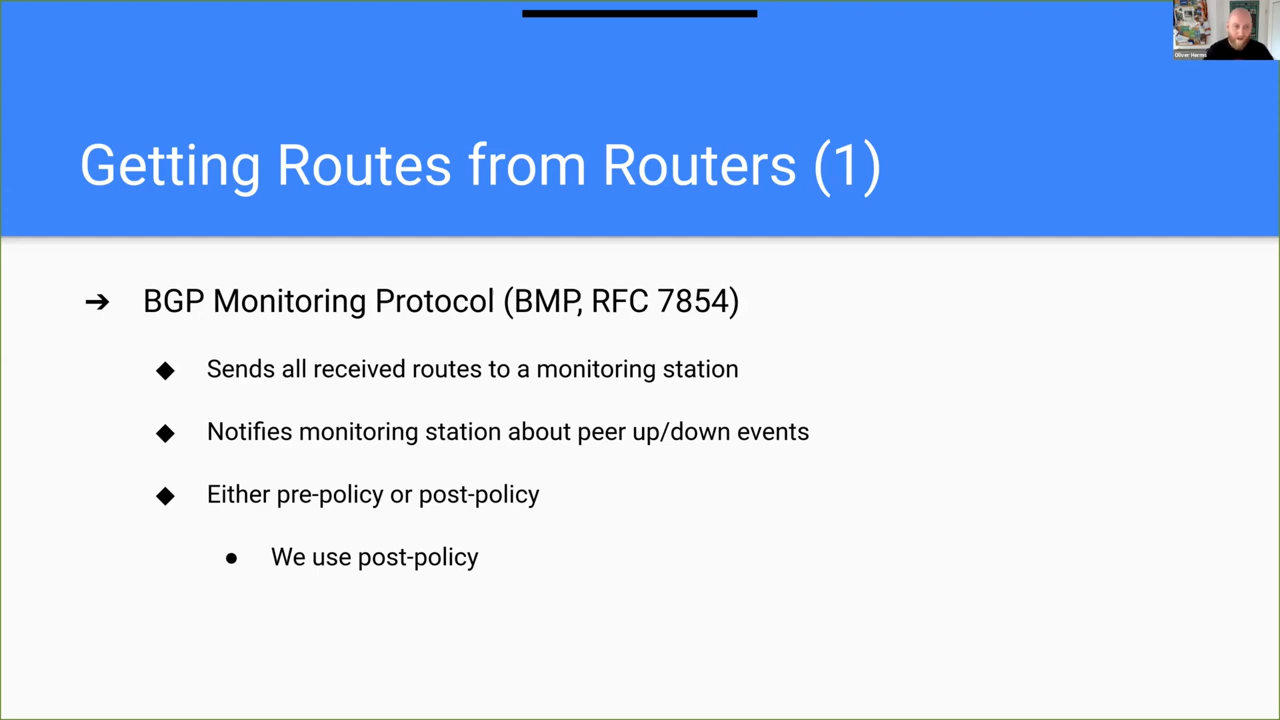 Getting Routes from Routers (1)
➔ BGP Monitoring Protocol (BMP, RFC 7854)
◆ Sends all received routes to a monitoring station
◆ Notifies monitoring station about peer up/down events
◆ Either pre-policy or post-policy
● We use post-policy
Oliver